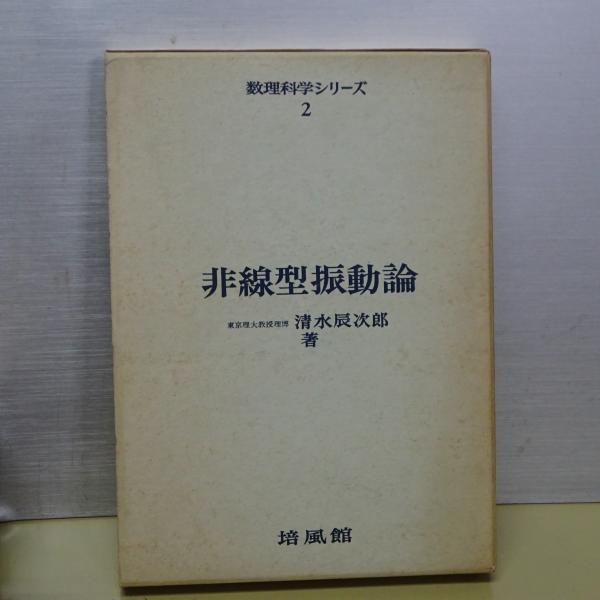 数理科学シリーズ
2
非線型振動論
東京理大教授理博 清水辰次郎
著
培風館